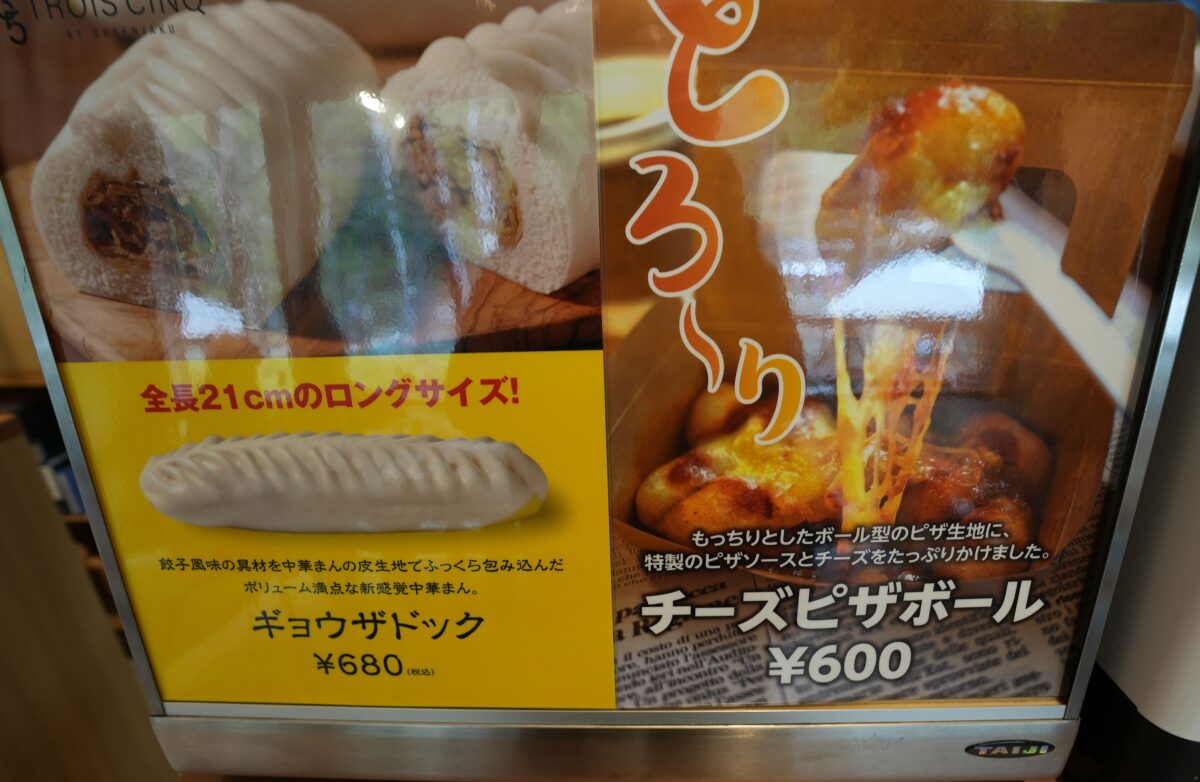 TROIS CINQ
BY GOSENJAKU
全長21cmのロングサイズ!
餃子風味の具材を中華まんの皮生地でふっくら包み込んだ
ボリューム満点な新感覚中華まん。
ギョウザドック
¥680(税込)
とろ〜り
もっちりとしたボール型のピザ生地に、
特製のピザソースとチーズをたっぷりかけました。
チーズピザボール
¥600
TAIJI